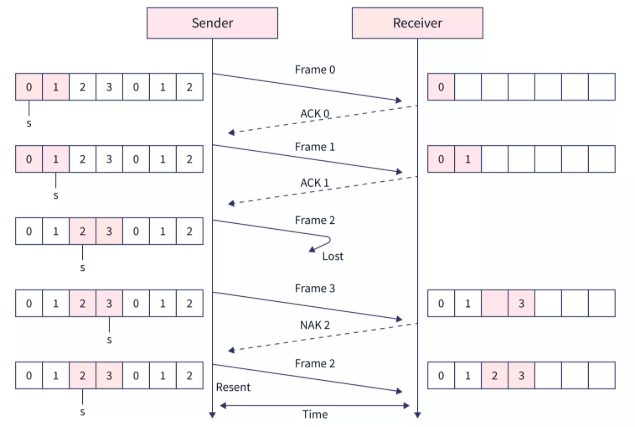 Sender Receiver
Frame 0
0 1 2 3 0 1 2
0
s
ACK 0
Frame 1
0 1 2 3 0 1 2
0 1
s
ACK 1
Frame 2
0 1 2 3 0 1 2
s
Lost
Frame 3
0 1 2 3 0 1 2
0 1 3
s
NAK 2
Frame 2
0 1 2 3 0 1 2
0 1 2 3
Resent
s
Time